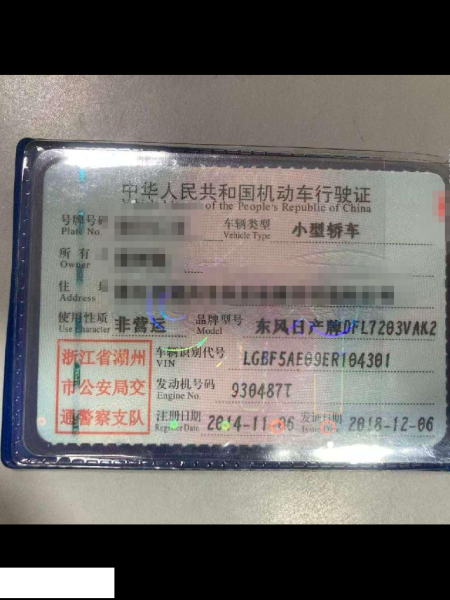 中华人民共和国机动车行驶证
of the People's Republic of China
号牌号码 车辆类型 小型轿车
Plate No. Vehicle Type
所有
Owner
住
Address
使用性质 非营运 品牌型号 东风日产牌DFL7203VAK2
Use Character Model
浙江省湖州
市公安局交
通警察支队
车辆识别代号 LGBF5AE09ER104301
VIN
发动机号码 930487T
Engine No.
注册日期 2014-11-06 发证日期 2018-12-06
Register Date Issue Date